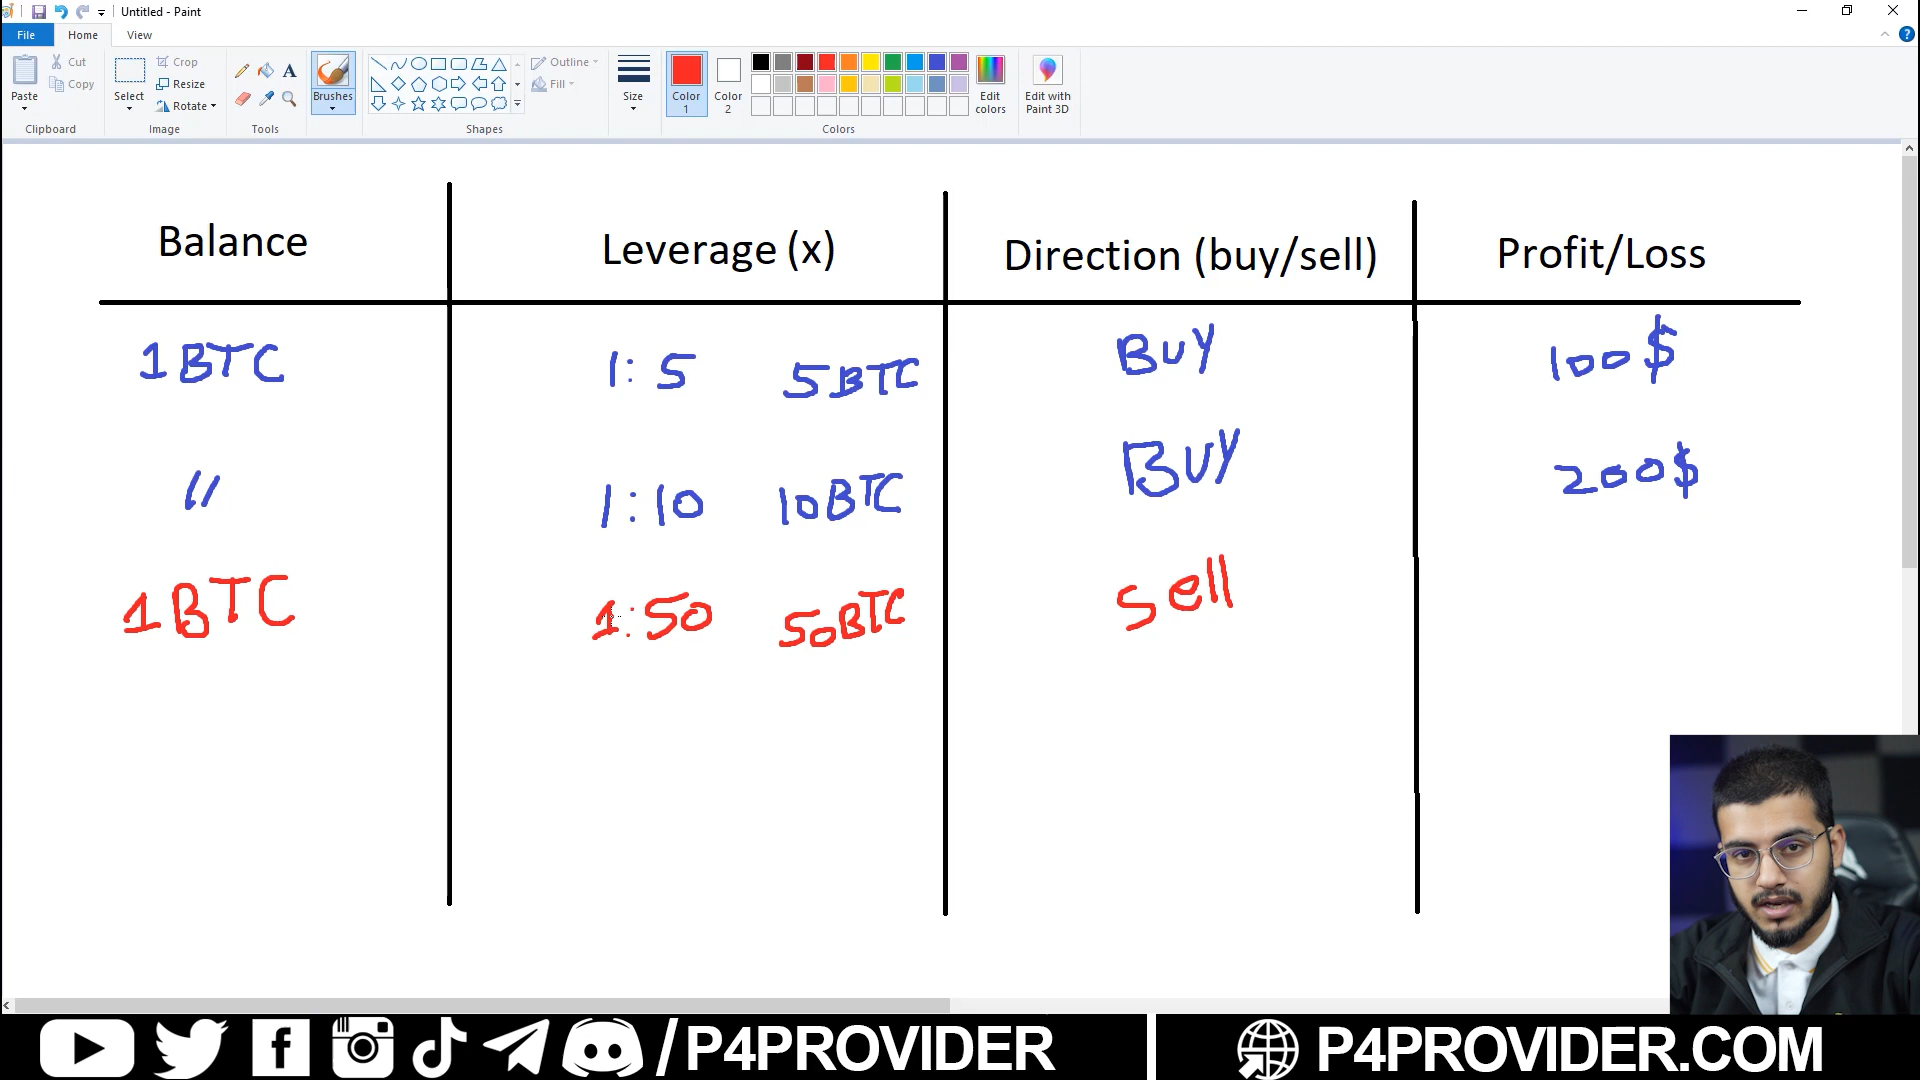 Untitled - Paint
File Home View
Paste Cut Copy Clipboard
Select Crop Resize Rotate Image
A Tools
Brushes
Outline Fill Shapes
Size
Color 1
Color 2
Edit colors
Edit with Paint 3D
Colors
Balance Leverage (x) Direction (buy/sell) Profit/Loss
1BTC 1:5 5BTC BUY 100$
" 1:10 10BTC BUY 200$
1BTC 1:50 50BTC sell
/P4PROVIDER P4PROVIDER.COM